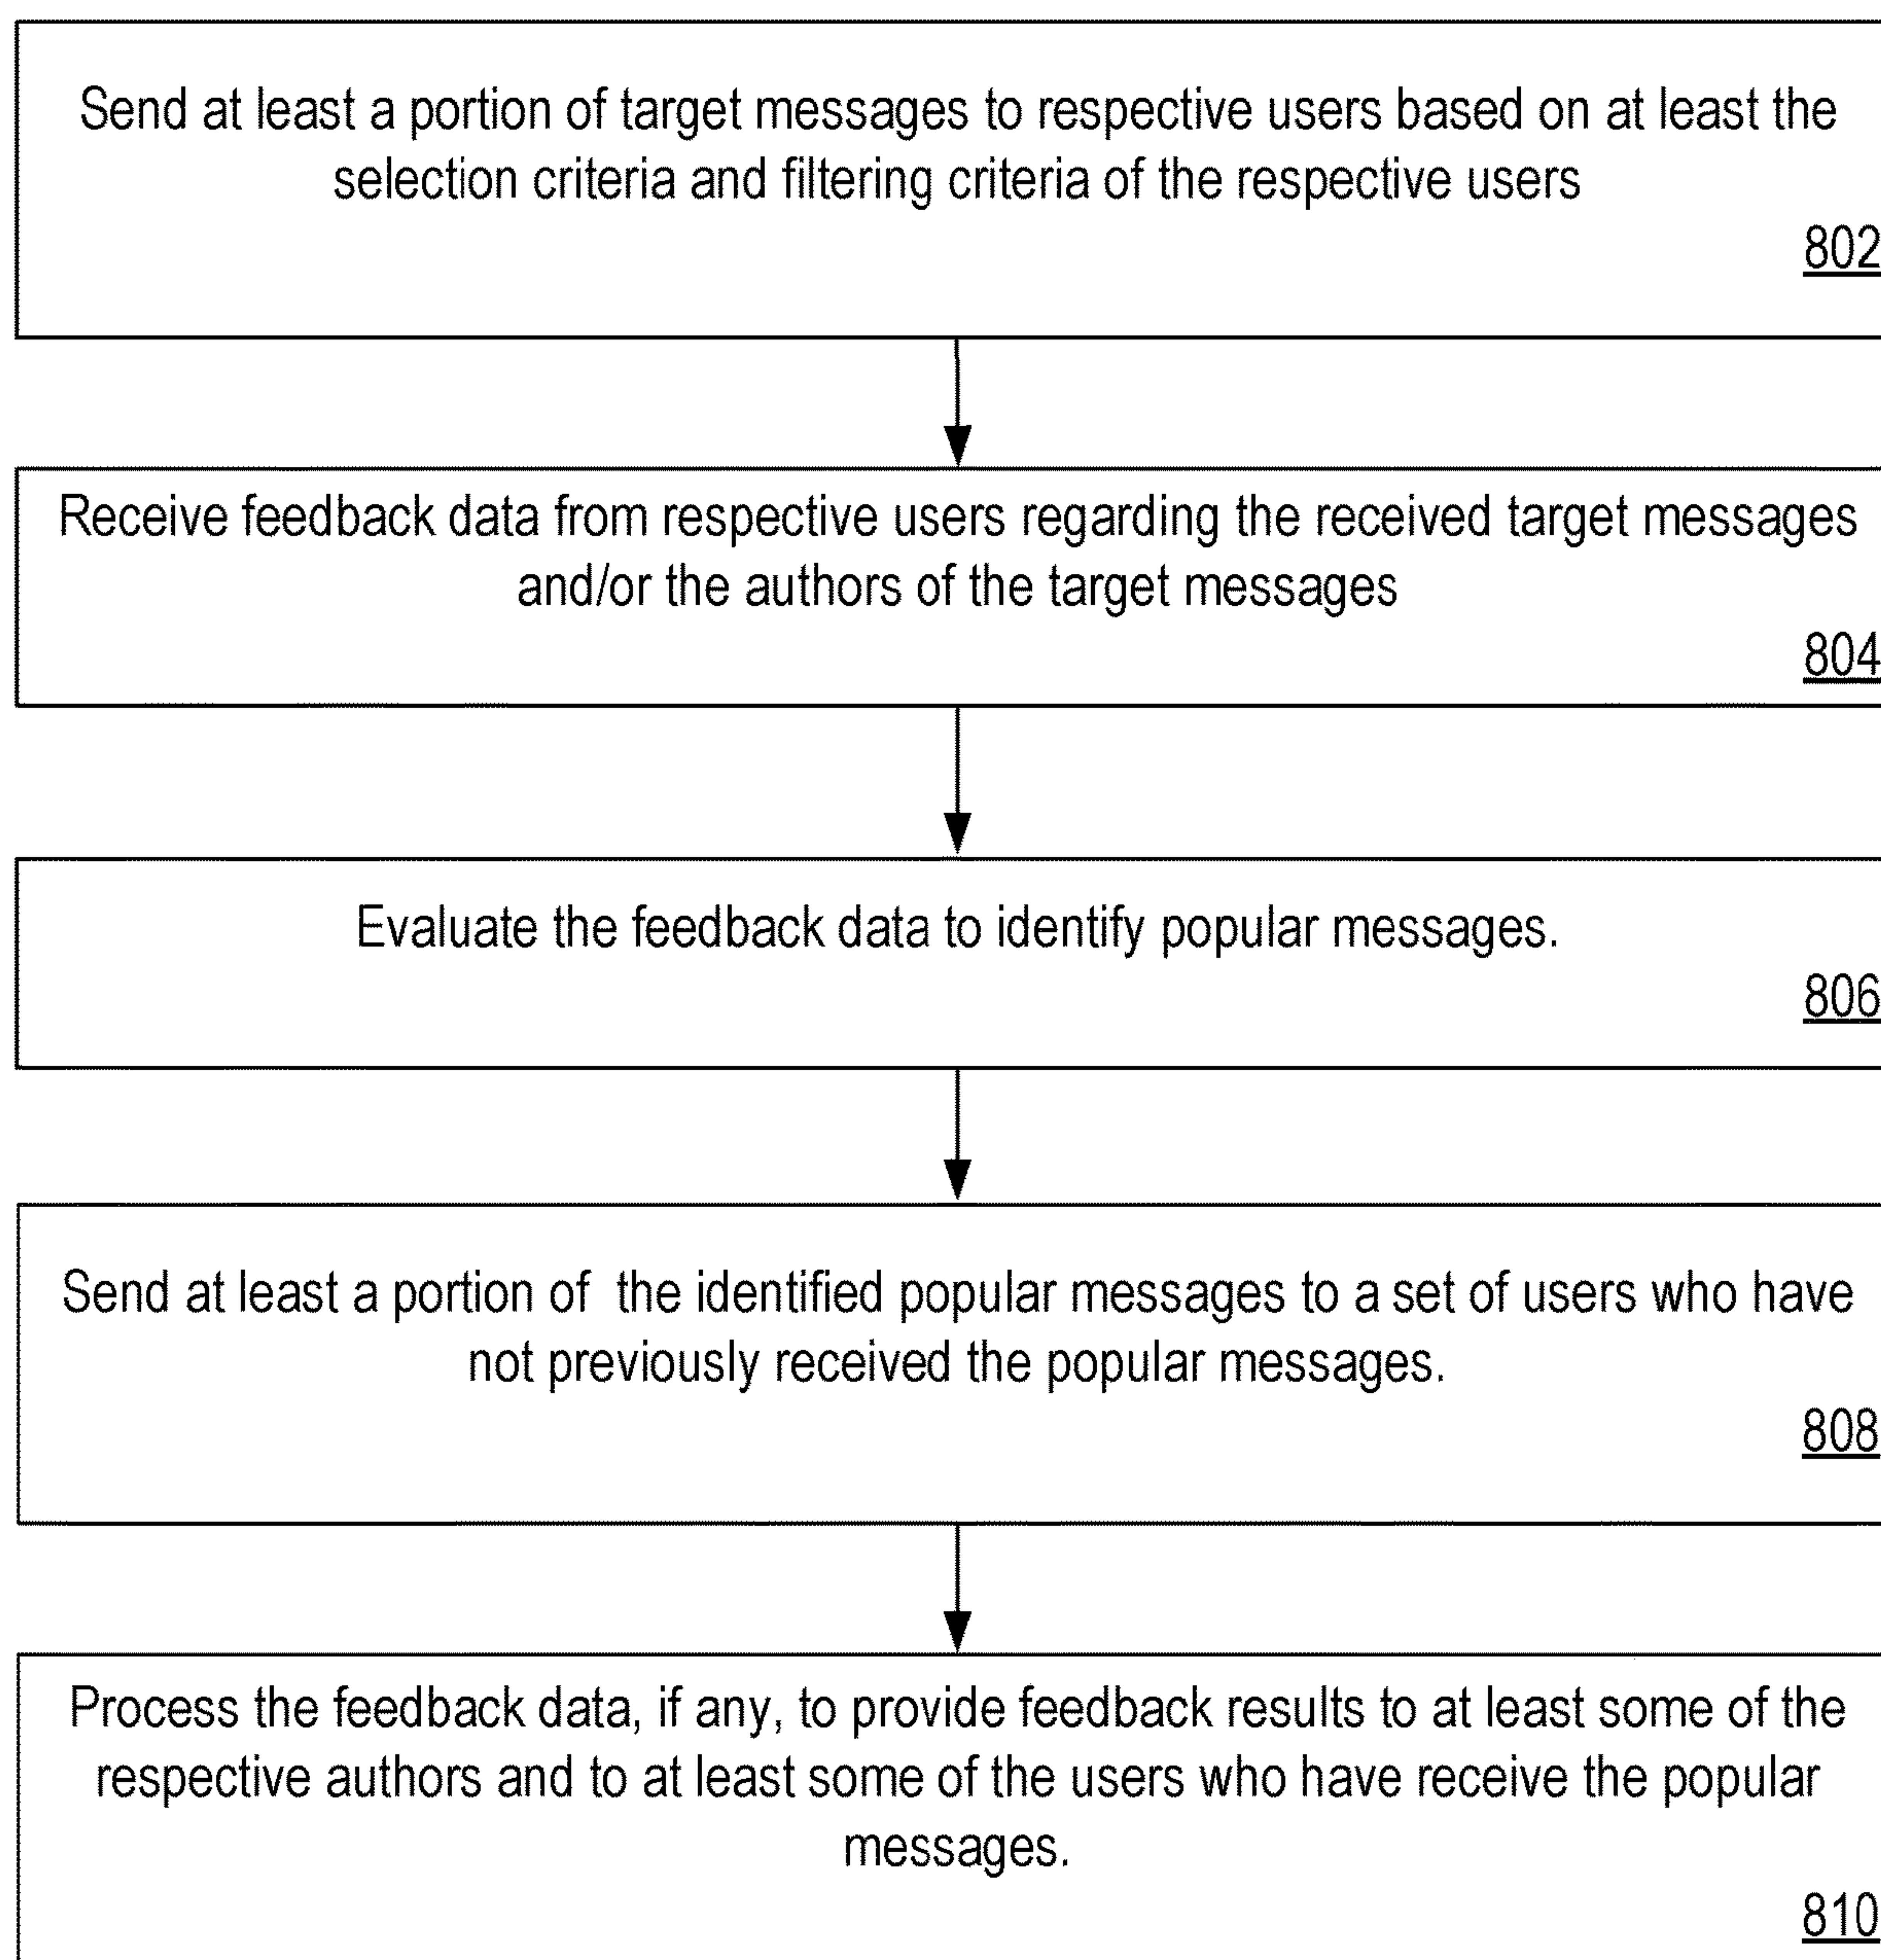 Send at least a portion of target messages to respective users based on at least the
selection criteria and filtering criteria of the respective users
802
Receive feedback data from respective users regarding the received target messages
and/or the authors of the target messages
804
Evaluate the feedback data to identify popular messages.
806
Send at least a portion of  the identified popular messages to a set of users who have
not previously received the popular messages.
808
Process the feedback data, if any, to provide feedback results to at least some of the
respective authors and to at least some of the users who have receive the popular
messages.
810